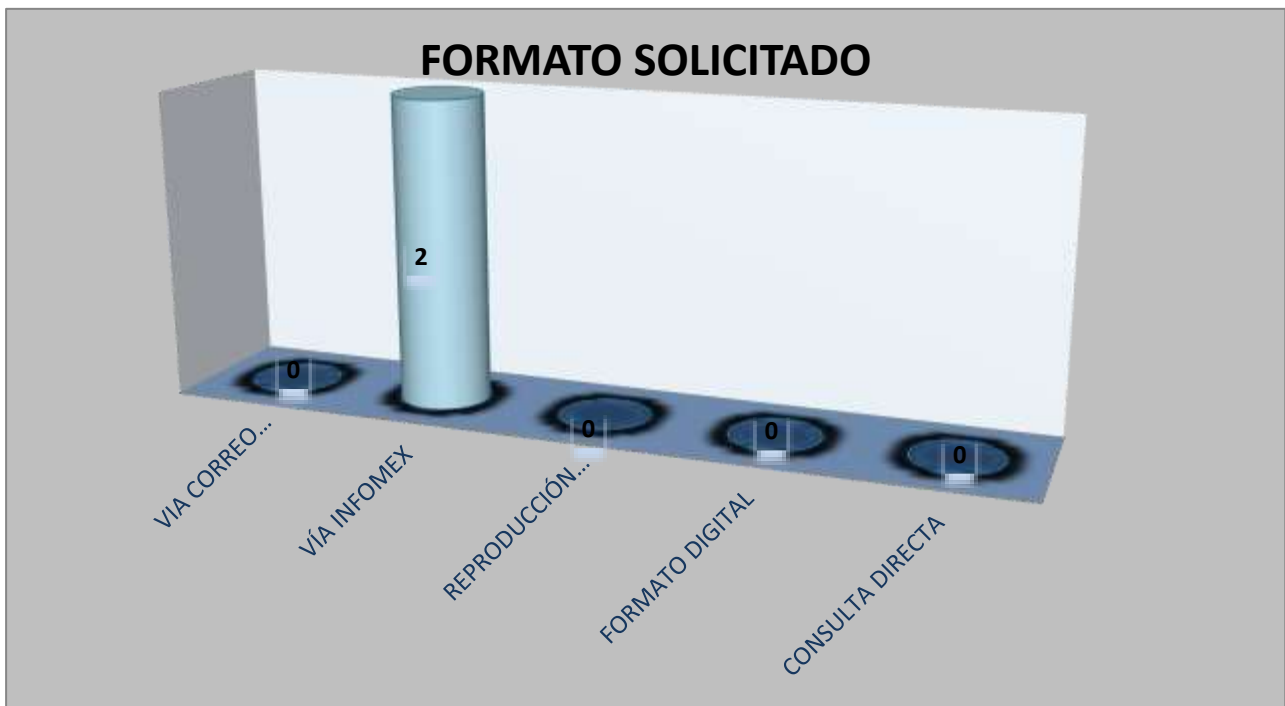 FORMATO SOLICITADO
2
0
0
0
0
VIA CORREO...
VÍA INFOMEX
REPRODUCCIÓN...
FORMATO DIGITAL
CONSULTA DIRECTA